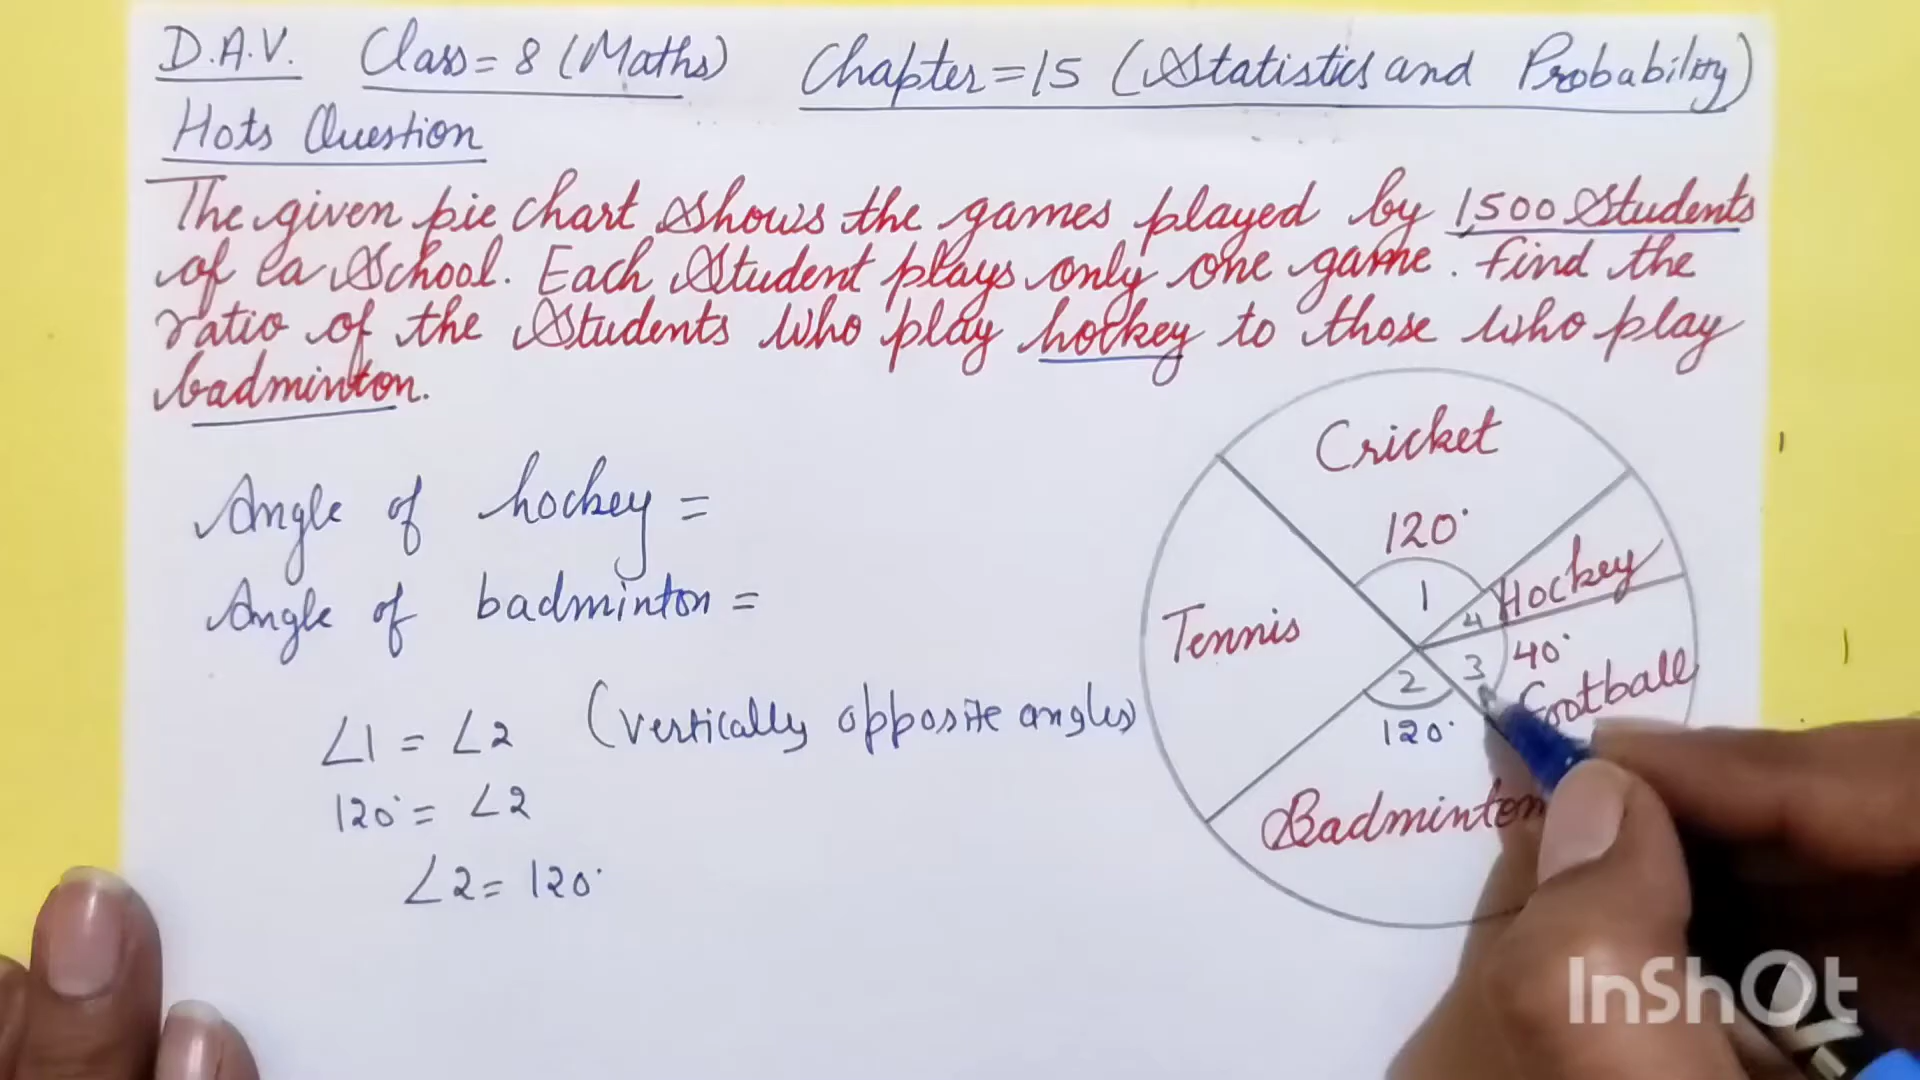 D.A.V. Class = 8 (Maths) Chapter = 15 (Statistics and Probability)
Hots Question
The given pie chart shows the games played by 1,500 students
of a school. Each student plays only one game. Find the
ratio of the students who play hockey to those who play
badminton.
Angle of hockey =
Angle of badminton =
∠1 = ∠2 (vertically opposite angles)
120° = ∠2
∠2 = 120°
Cricket
120°
1
Hockey
4
Tennis
40°
3
2
Football
120°
Badminton
InShOt